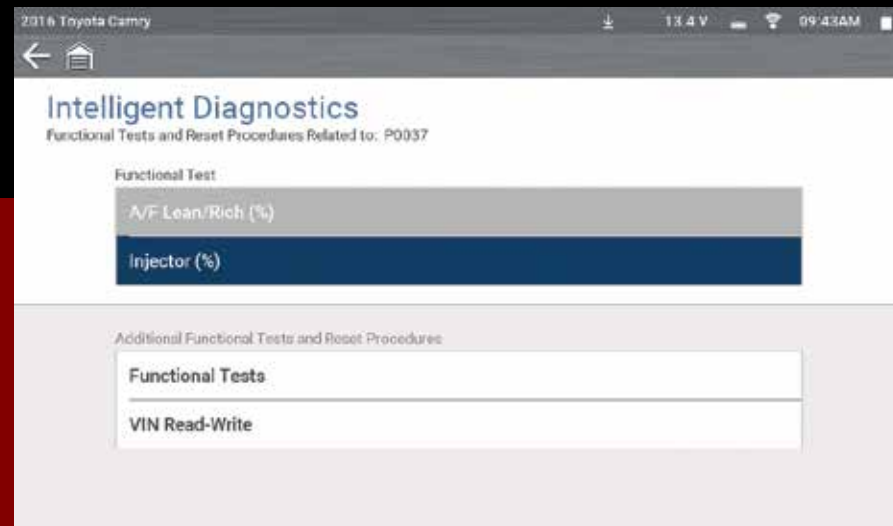 2016 Toyota Camry 13.4 V 09:43AM
Intelligent Diagnostics
Functional Tests and Reset Procedures Related to: P0037
Functional Test
A/F Lean/Rich (%)
Injector (%)
Additional Functional Tests and Reset Procedures
Functional Tests
VIN Read-Write